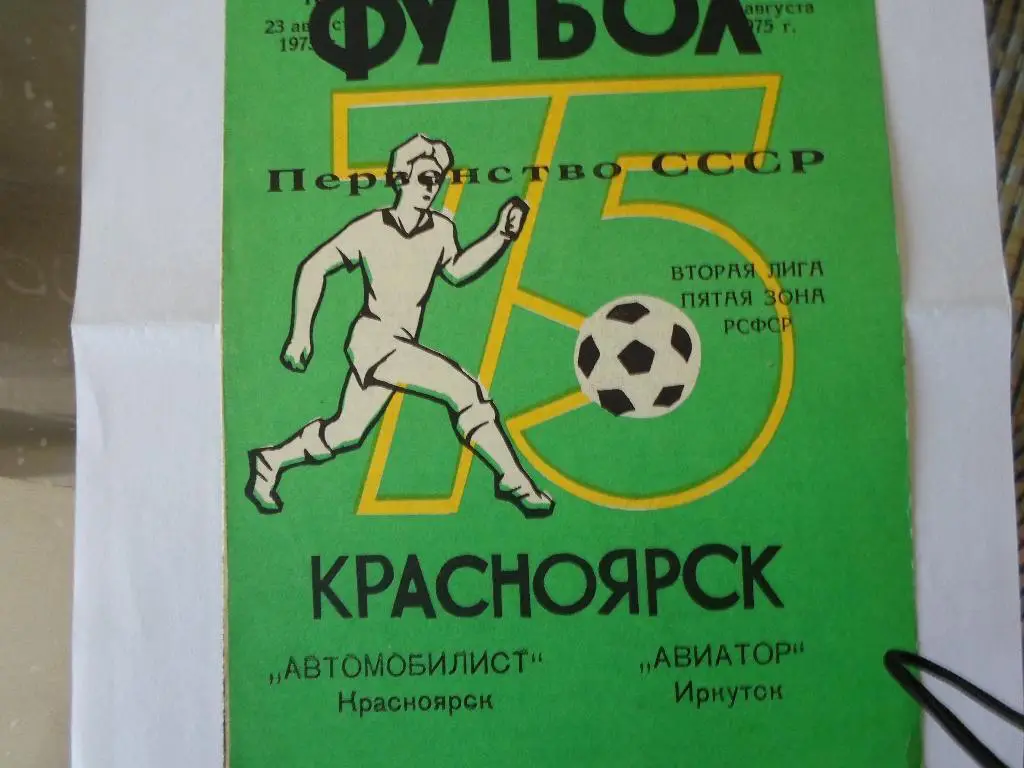 23 августа
1975
ФУТБОЛ
августа
1975 г.
75
Первенство СССР
ВТОРАЯ ЛИГА
ПЯТАЯ ЗОНА
РСФСР
КРАСНОЯРСК
„АВТОМОБИЛИСТ“ „АВИАТОР“
Красноярск Иркутск